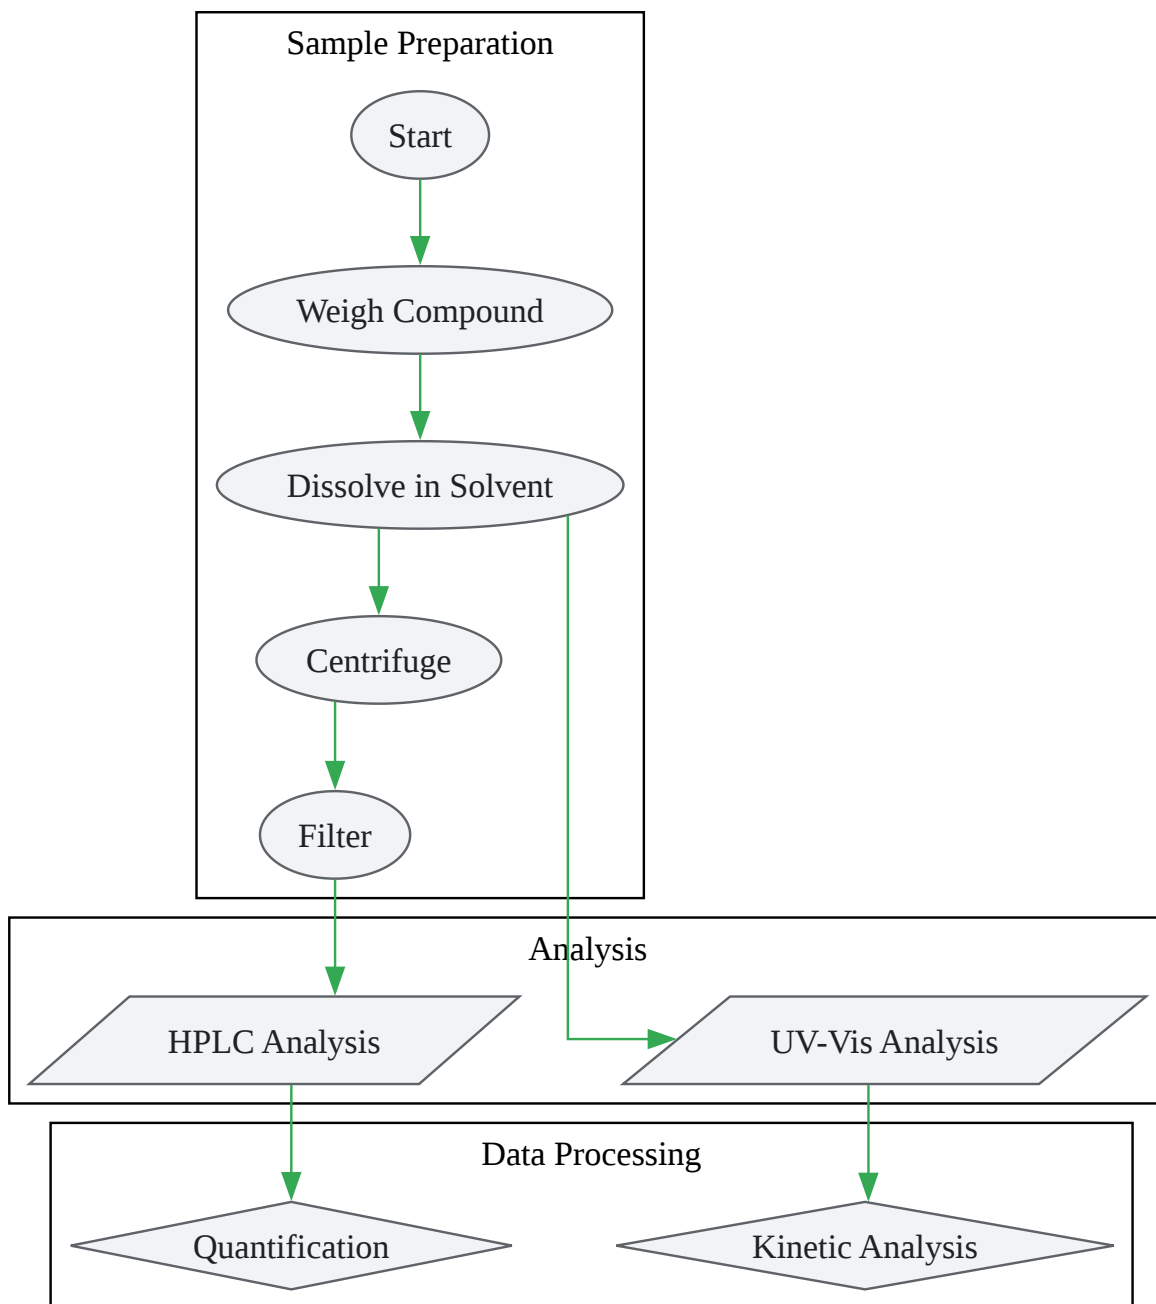 Sample Preparation
Start
Weigh Compound
Dissolve in Solvent
Centrifuge
Filter
Analysis
HPLC Analysis
UV-Vis Analysis
Data Processing
Quantification
Kinetic Analysis